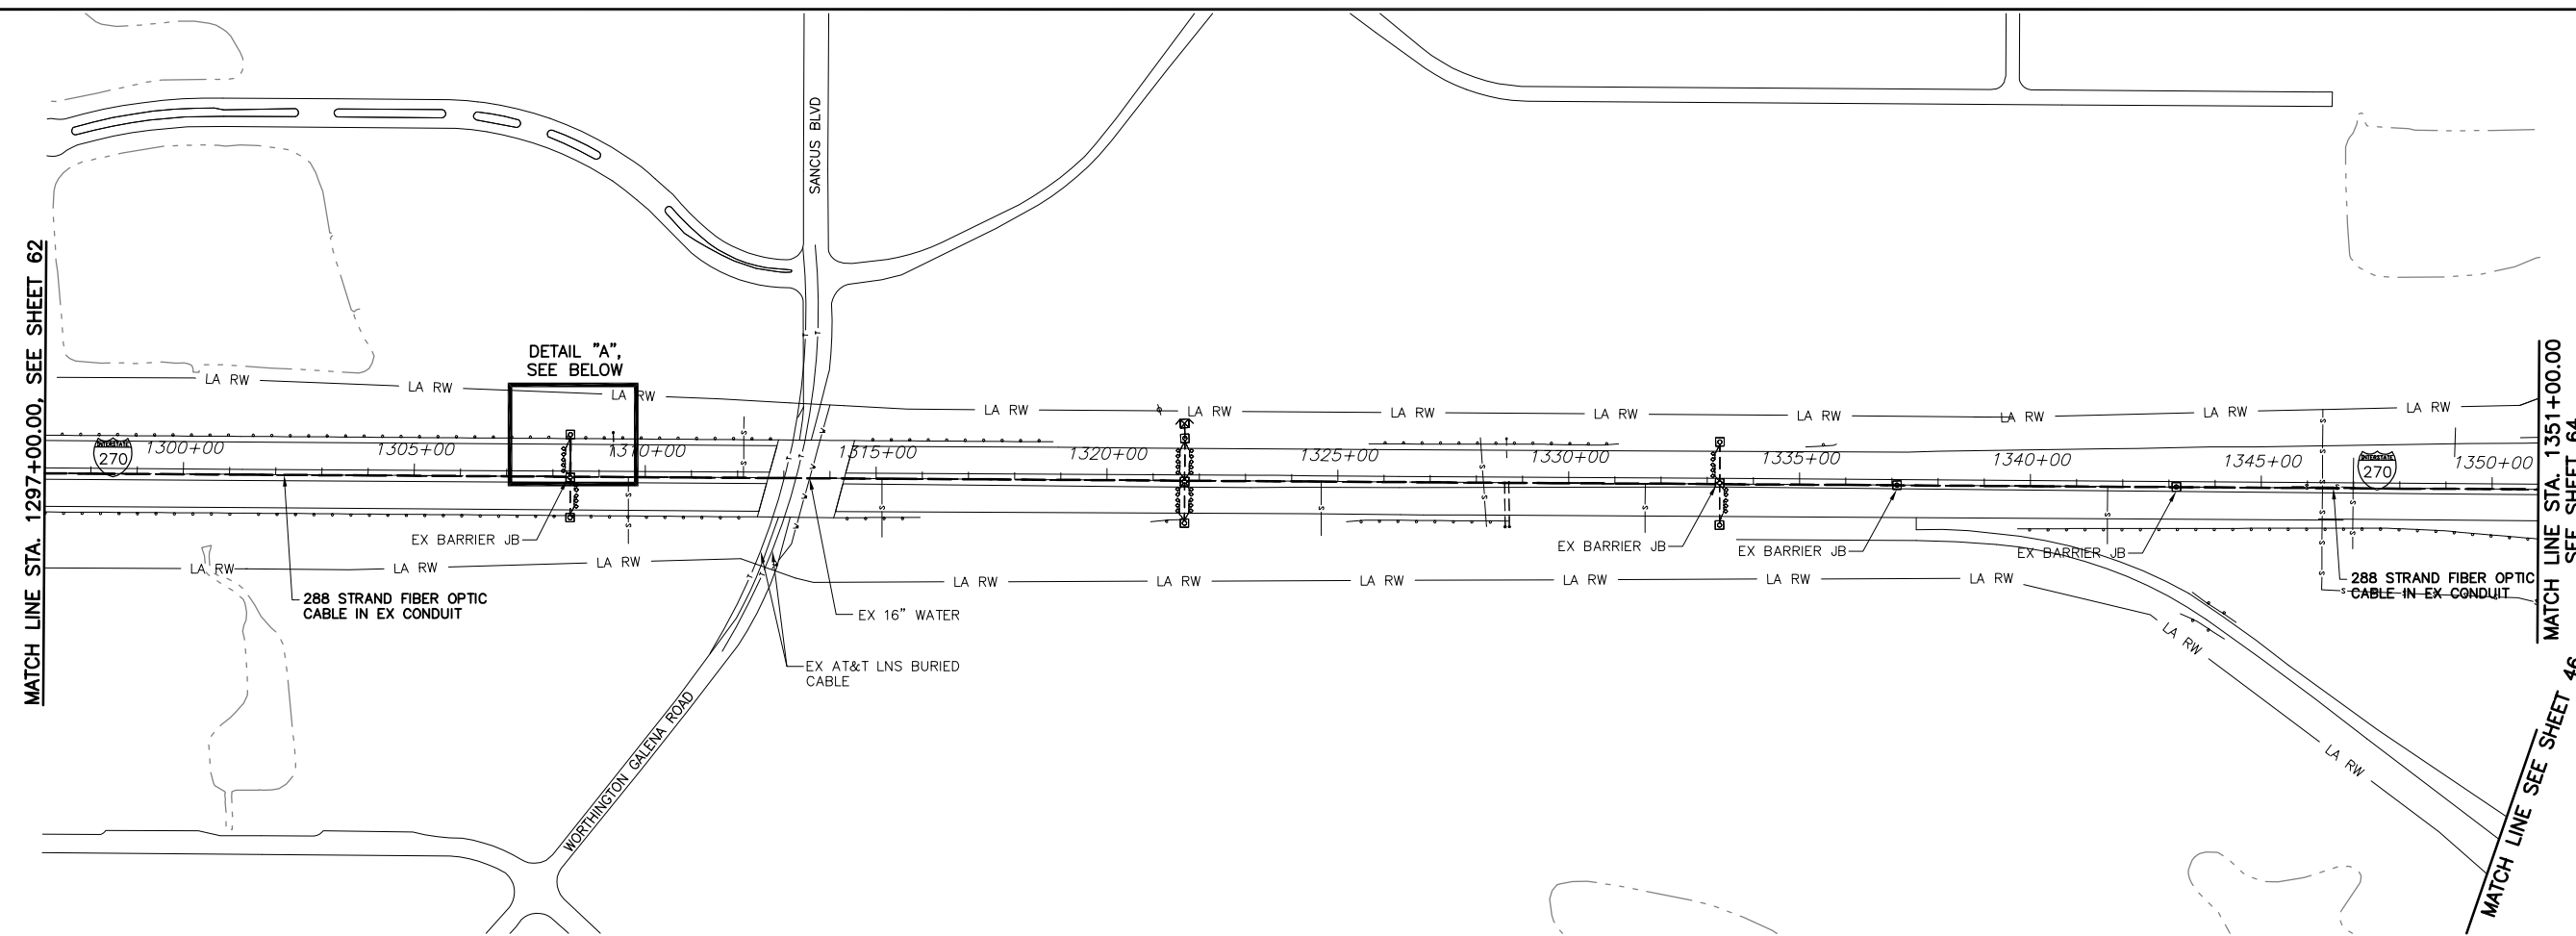 SANCUS BLVD
MATCH LINE STA. 1297+00.00, SEE SHEET 62
DETAIL "A",
SEE BELOW
LA RW
LA RW
LA RW
LA RW
LA RW
LA RW
LA RW
LA RW
LA RW
LA RW
LA RW
INTERSTATE
270
1300+00
1305+00
1310+00
1315+00
1320+00
1325+00
1330+00
1335+00
1340+00
1345+00
INTERSTATE
270
1350+00
MATCH LINE STA. 1351+00.00
SEE SHEET 64
EX BARRIER JB
EX BARRIER JB
EX BARRIER JB
EX BARRIER JB
LA RW
LA RW
LA RW
LA RW
LA RW
LA RW
LA RW
LA RW
LA RW
LA RW
LA RW
288 STRAND FIBER OPTIC
CABLE IN EX CONDUIT
EX 16" WATER
EX AT&T LNS BURIED
CABLE
288 STRAND FIBER OPTIC
CABLE IN EX CONDUIT
WORTHINGTON GALENA ROAD
MATCH LINE SEE SHEET 46